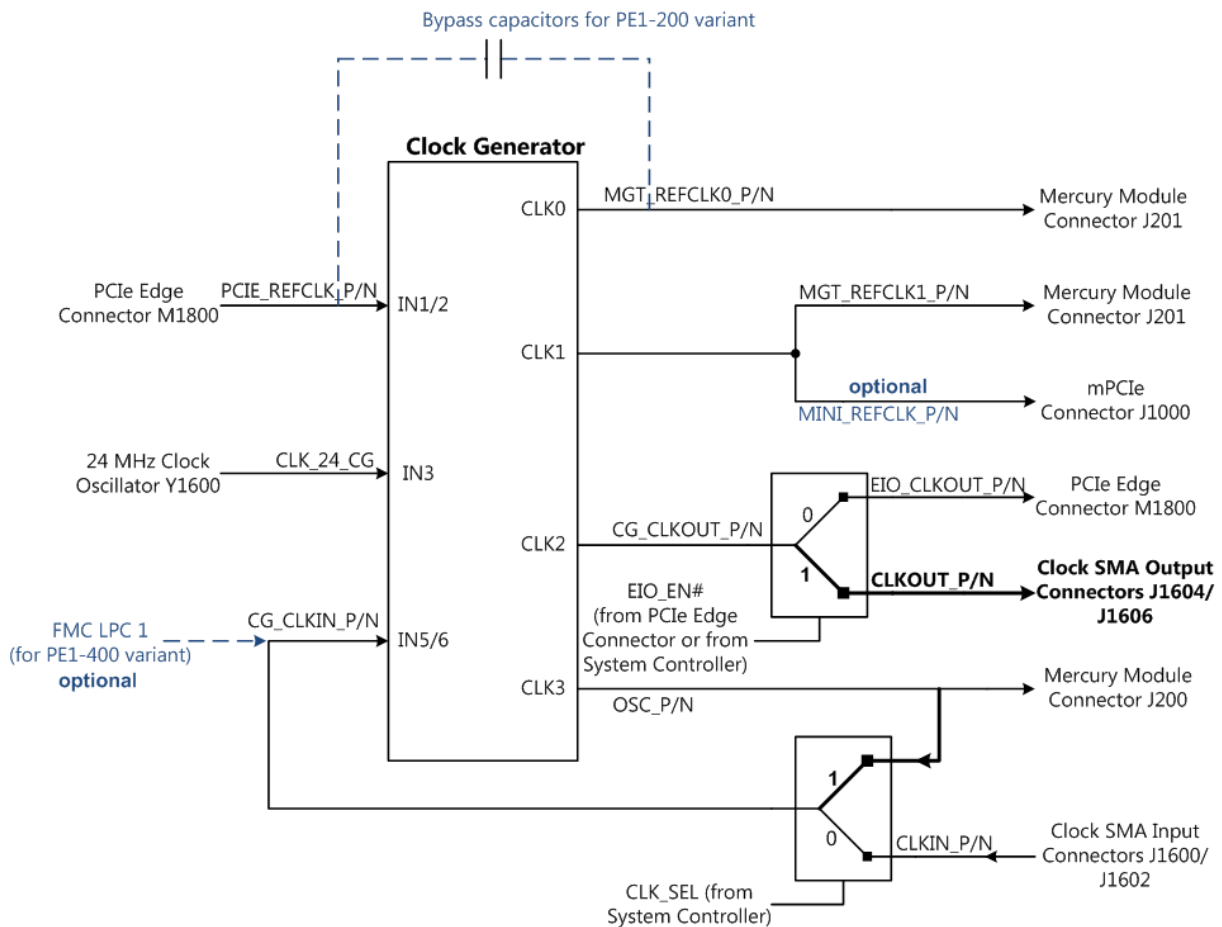 Bypass capacitors for PE1-200 variant
Clock Generator
CLK0
MGT_REFCLK0_P/N
Mercury Module
Connector J201
PCIe Edge
Connector M1800
PCIE_REFCLK_P/N
IN1/2
MGT_REFCLK1_P/N
Mercury Module
Connector J201
CLK1
optional
MINI_REFCLK_P/N
mPCIe
Connector J1000
24 MHz Clock
Oscillator Y1600
CLK_24_CG
IN3
EIO_CLKOUT_P/N
PCIe Edge
Connector M1800
0
CLK2
CG_CLKOUT_P/N
1
CLKOUT_P/N
Clock SMA Output
Connectors J1604/
J1606
EIO_EN#
(from PCIe Edge
Connector or from
System Controller)
FMC LPC 1
(for PE1-400 variant)
optional
CG_CLKIN_P/N
IN5/6
CLK3
OSC_P/N
Mercury Module
Connector J200
1
0
CLKIN_P/N
Clock SMA Input
Connectors J1600/
J1602
CLK_SEL (from
System Controller)